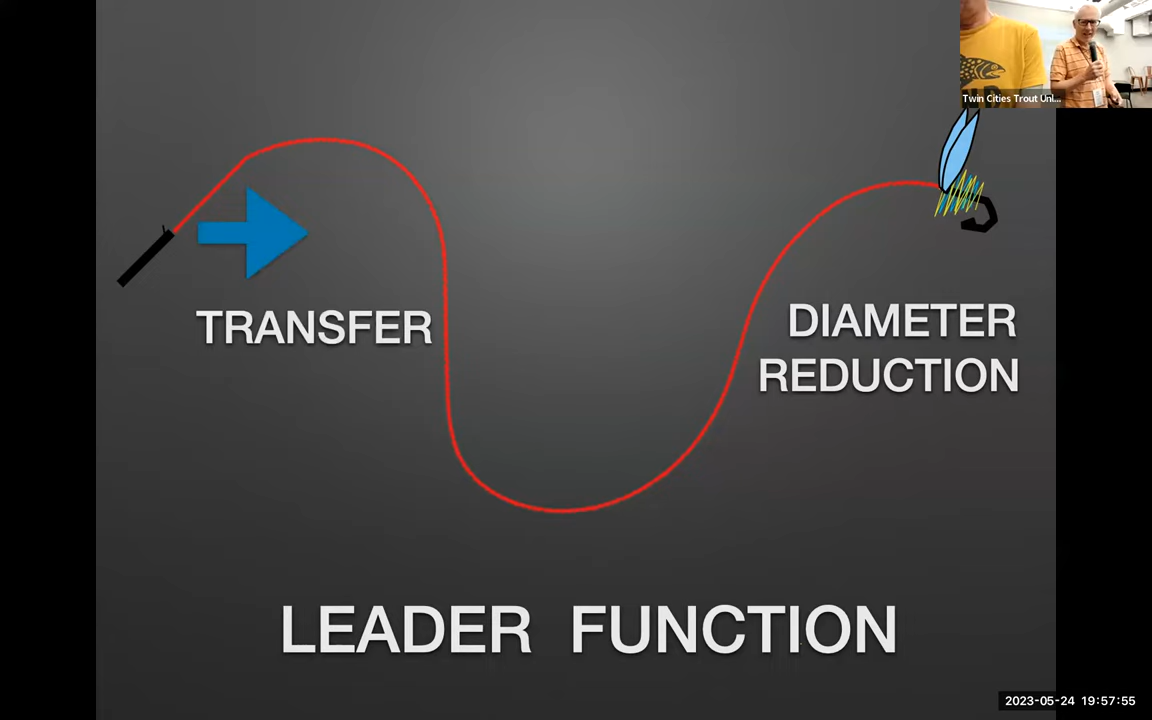 Twin Cities Trout Unl...
TRANSFER
DIAMETER
REDUCTION
LEADER FUNCTION
2023-05-24 19:57:55